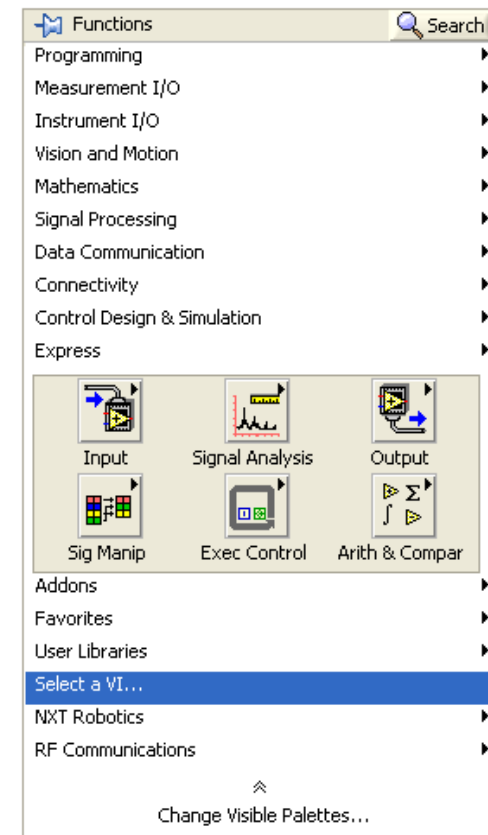 Functions Search
Programming
Measurement I/O
Instrument I/O
Vision and Motion
Mathematics
Signal Processing
Data Communication
Connectivity
Control Design & Simulation
Express
Input Signal Analysis Output
Sig Manip Exec Control Arith & Compar
Addons
Favorites
User Libraries
Select a VI...
NXT Robotics
RF Communications
Change Visible Palettes...